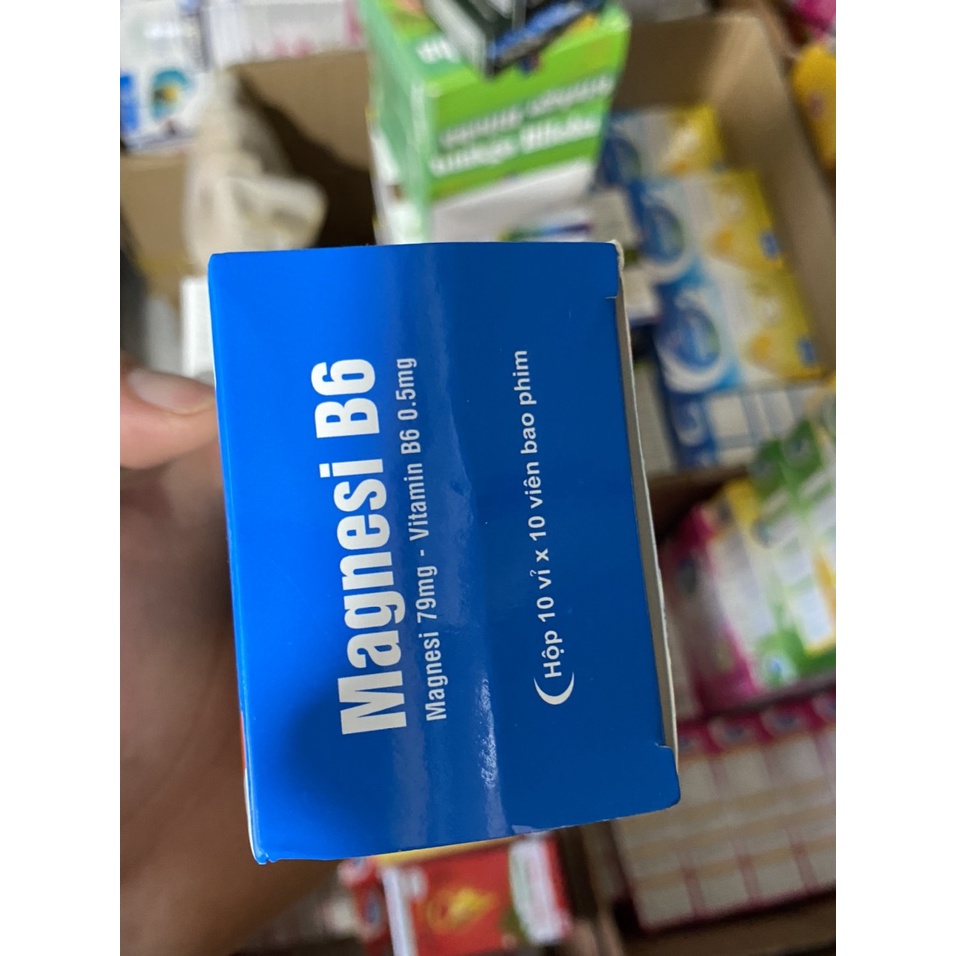 Magnesi B6
Magnesi 79mg - Vitamin B6 0.5mg
Hộp 10 vỉ x 10 viên bao phim